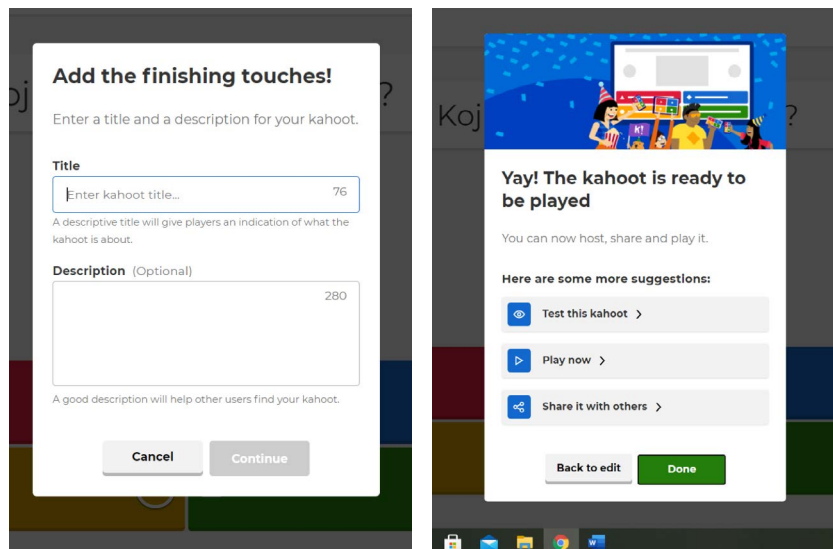 oj
?
Add the finishing touches!
Enter a title and a description for your kahoot.
Title
Enter kahoot title...
76
A descriptive title will give players an indication of what the
kahoot is about.
Description (Optional)
280
A good description will help other users find your kahoot.
Cancel
Continue
Koj
?
K!
Yay! The kahoot is ready to
be played
You can now host, share and play it.
Here are some more suggestions:
Test this kahoot >
Play now >
Share it with others >
Back to edit
Done
W